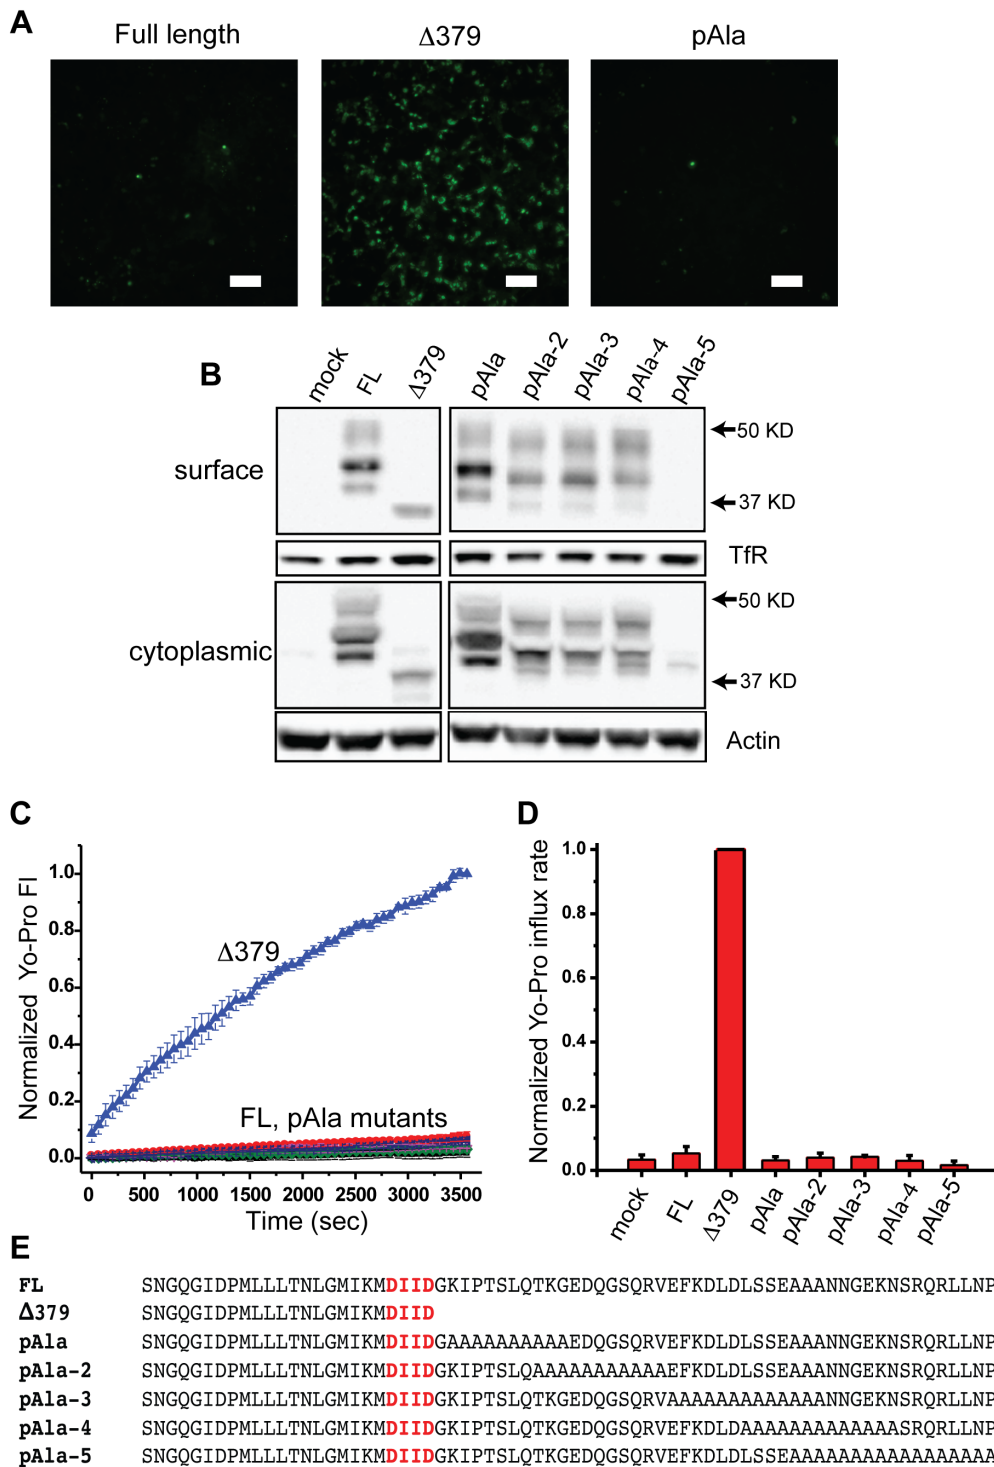 A
Full length Δ379 pAla
B
mock FL Δ379 pAla pAla-2 pAla-3 pAla-4 pAla-5
surface
50 KD
37 KD
TfR
cytoplasmic
50 KD
37 KD
Actin
C
Normalized Yo-Pro FI
1.0
0.8
0.6
0.4
0.2
0.0
Δ379
FL, pAla mutants
0 500 1000 1500 2000 2500 3000 3500
Time (sec)
D
Normalized Yo-Pro influx rate
1.0
0.8
0.6
0.4
0.2
0.0
mock FL Δ379 pAla pAla-2 pAla-3 pAla-4 pAla-5
E
FL SNGQGIDPMLLLTNLGMIKMDIIDGKIPTSLQTKGEDQGSQRVEFKDLDLSSEAAANNGEKNSRQRLLNP
Δ379 SNGQGIDPMLLLTNLGMIKMDIID
pAla SNGQGIDPMLLLTNLGMIKMDIIDGAAAAAAAAAAEDQGSQRVEFKDLDLSSEAAANNGEKNSRQRLLNP
pAla-2 SNGQGIDPMLLLTNLGMIKMDIIDGKIPTSLQAAAAAAAAAAAEFKDLDLSSEAAANNGEKNSRQRLLNP
pAla-3 SNGQGIDPMLLLTNLGMIKMDIIDGKIPTSLQTKGEDQGSQRVAAAAAAAAAAAAANNGEKNSRQRLLNP
pAla-4 SNGQGIDPMLLLTNLGMIKMDIIDGKIPTSLQTKGEDQGSQRVEFKDLDAAAAAAAAAAAAASRQRLLNP
pAla-5 SNGQGIDPMLLLTNLGMIKMDIIDGKIPTSLQTKGEDQGSQRVEFKDLDLSSEAAAAAAAAAAAAAAAAA